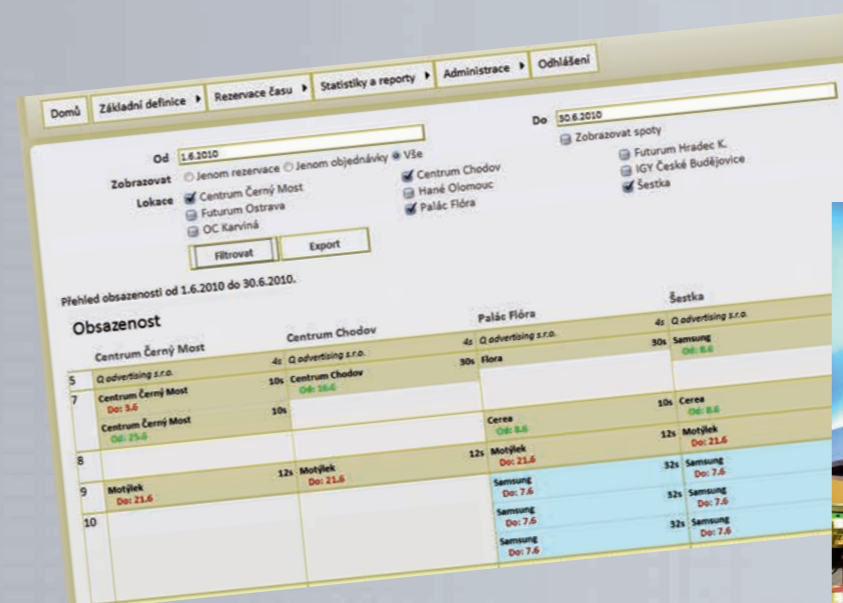 Domů Základní definice Rezervace času Statistiky a reporty Administrace Odhlášení
Od 1.6.2010 Do 30.6.2010
Zobrazovat Jenom rezervace Jenom objednávky Vše Zobrazovat spoty
Lokace Centrum Černý Most Centrum Chodov Futurum Hradec K.
Futurum Ostrava Hané Olomouc IGY České Budějovice
OC Karviná Palác Flóra Šestka
Filtrovat Export
Přehled obsazenosti od 1.6.2010 do 30.6.2010.
Obsazenost
Centrum Černý Most Centrum Chodov Palác Flóra Šestka
5 Q advertising s.r.o. 4s Q advertising s.r.o. 4s Q advertising s.r.o. 4s Q advertising s.r.o.
7 Centrum Černý Most 10s Centrum Chodov 30s Flora 30s Samsung
Do: 3.6 Od: 16.6 Od: 8.6
Centrum Černý Most 10s
Od: 25.6
8 Cerea 10s Cerea
Od: 8.6 Od: 8.6
9 Motýlek 12s Motýlek 12s Motýlek 12s Motýlek
Do: 21.6 Do: 21.6 Do: 21.6 Do: 21.6
10 Samsung 32s Samsung
Do: 7.6 Do: 7.6
Samsung 32s Samsung
Do: 7.6 Do: 7.6
Samsung 32s Samsung
Do: 7.6 Do: 7.6